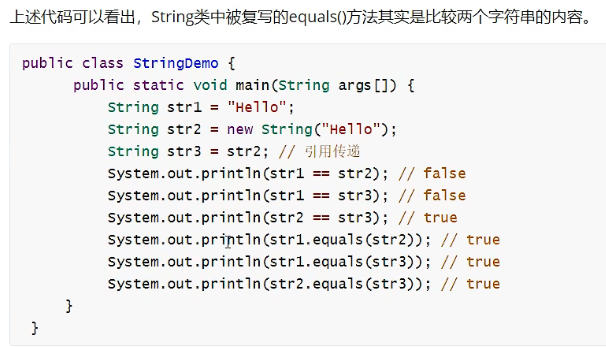 上述代码可以看出，String类中被复写的equals()方法其实是比较两个字符串的内容。
public class StringDemo {
public static void main(String args[]) {
String str1 = "Hello";
String str2 = new String("Hello");
String str3 = str2; // 引用传递
System.out.println(str1 == str2); // false
System.out.println(str1 == str3); // false
System.out.println(str2 == str3); // true
System.out.println(str1.equals(str2)); // true
System.out.println(str1.equals(str3)); // true
System.out.println(str2.equals(str3)); // true
}
}